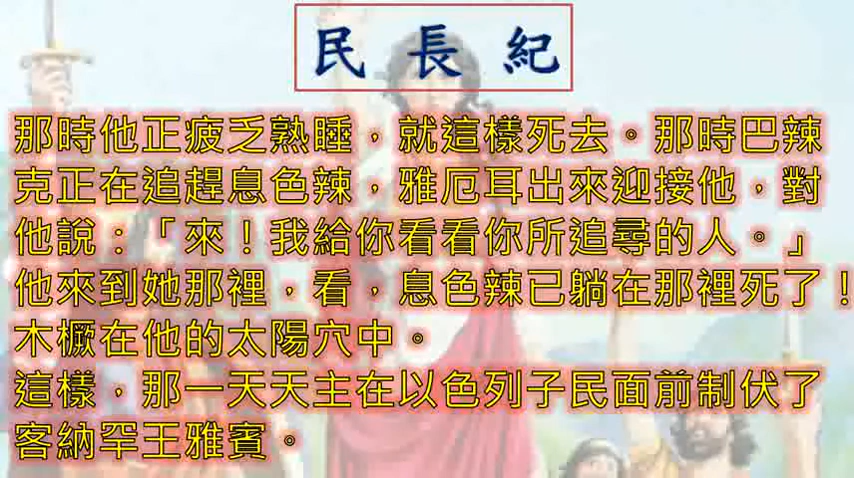 民長紀
那時他正疲乏熟睡，就這樣死去。那時巴辣
克正在追趕息色辣，雅厄耳出來迎接他，對
他說：「來！我給你看看你所追尋的人。」
他來到她那裡，看，息色辣已躺在那裡死了！
木橛在他的太陽穴中。
這樣，那一天天主在以色列子民面前制伏了
客納罕王雅賓。